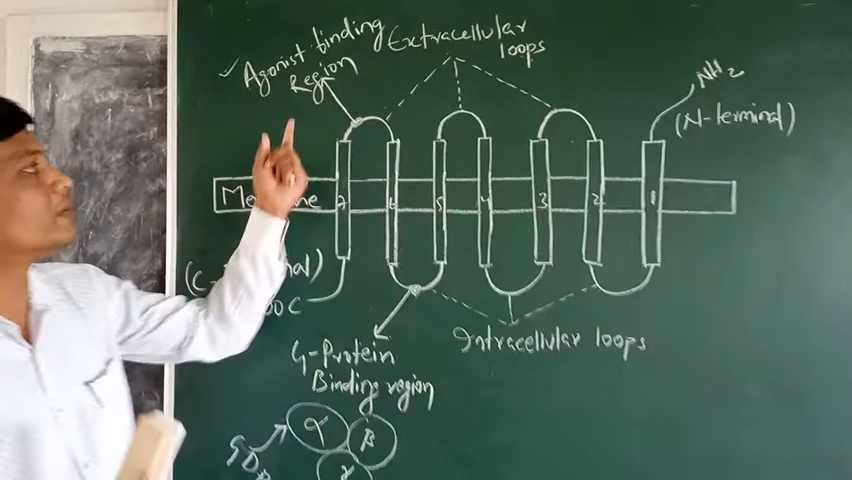 ✓ Agonist binding
Region
Extracellular
loops
NH2
(N-terminal)
7 6 5 4 3 2 1
Intracellular loops
G-Protein
Binding region
β